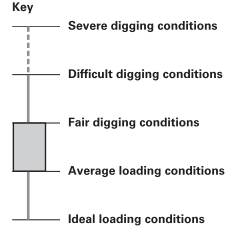 Key
Severe digging conditions
Difficult digging conditions
Fair digging conditions
Average loading conditions
Ideal loading conditions